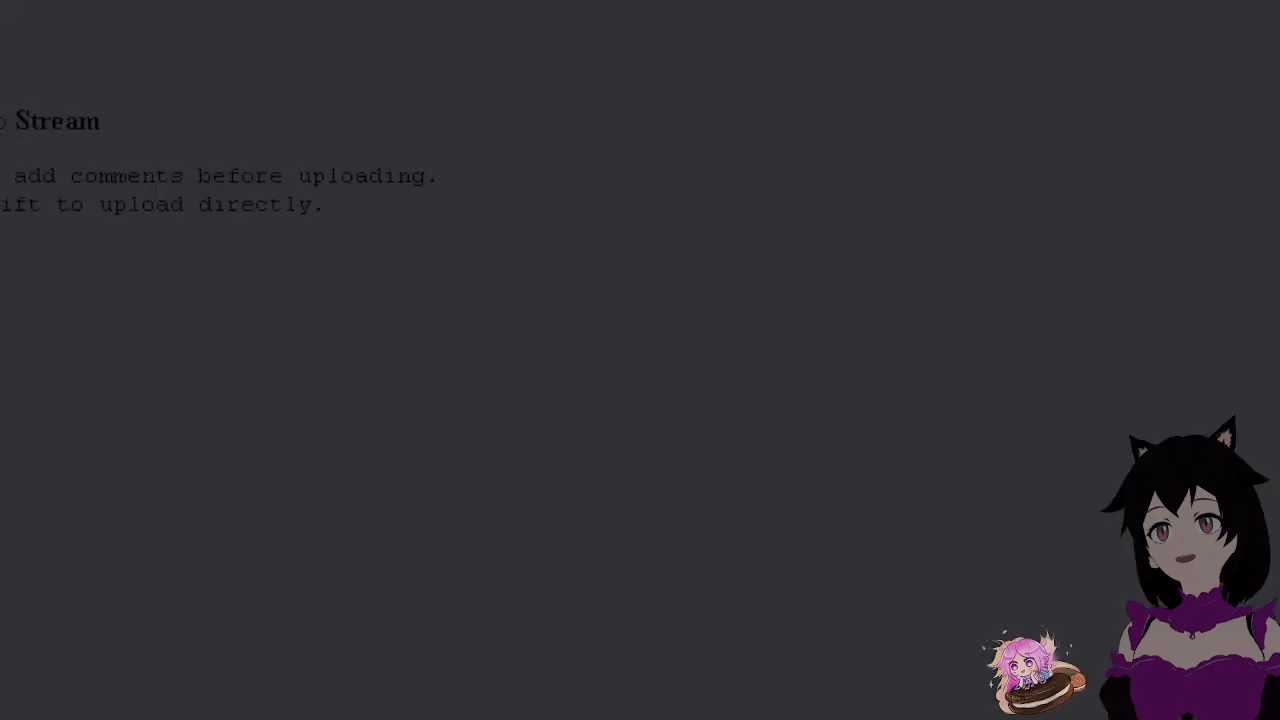 Stream
add comments before uploading.
ift to upload directly.